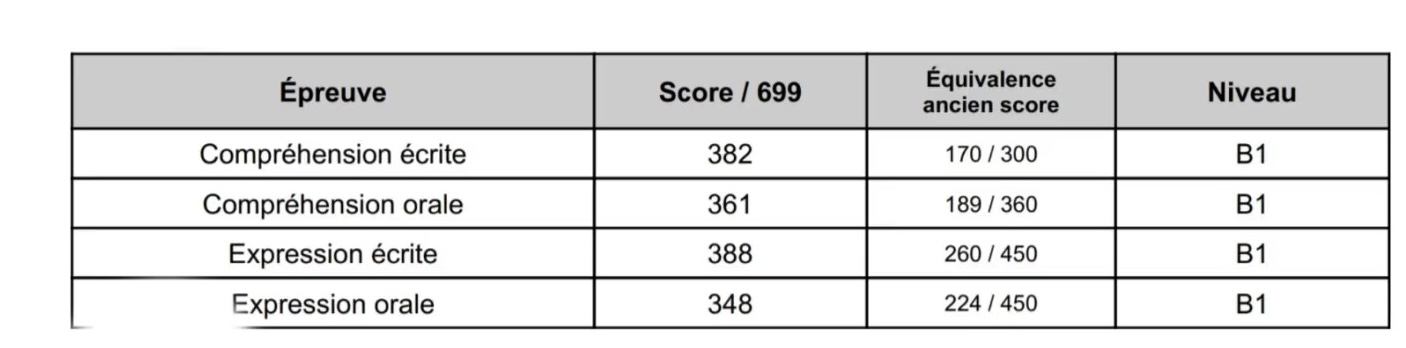 Épreuve Score / 699 Équivalence ancien score Niveau
Compréhension écrite 382 170 / 300 B1
Compréhension orale 361 189 / 360 B1
Expression écrite 388 260 / 450 B1
Expression orale 348 224 / 450 B1